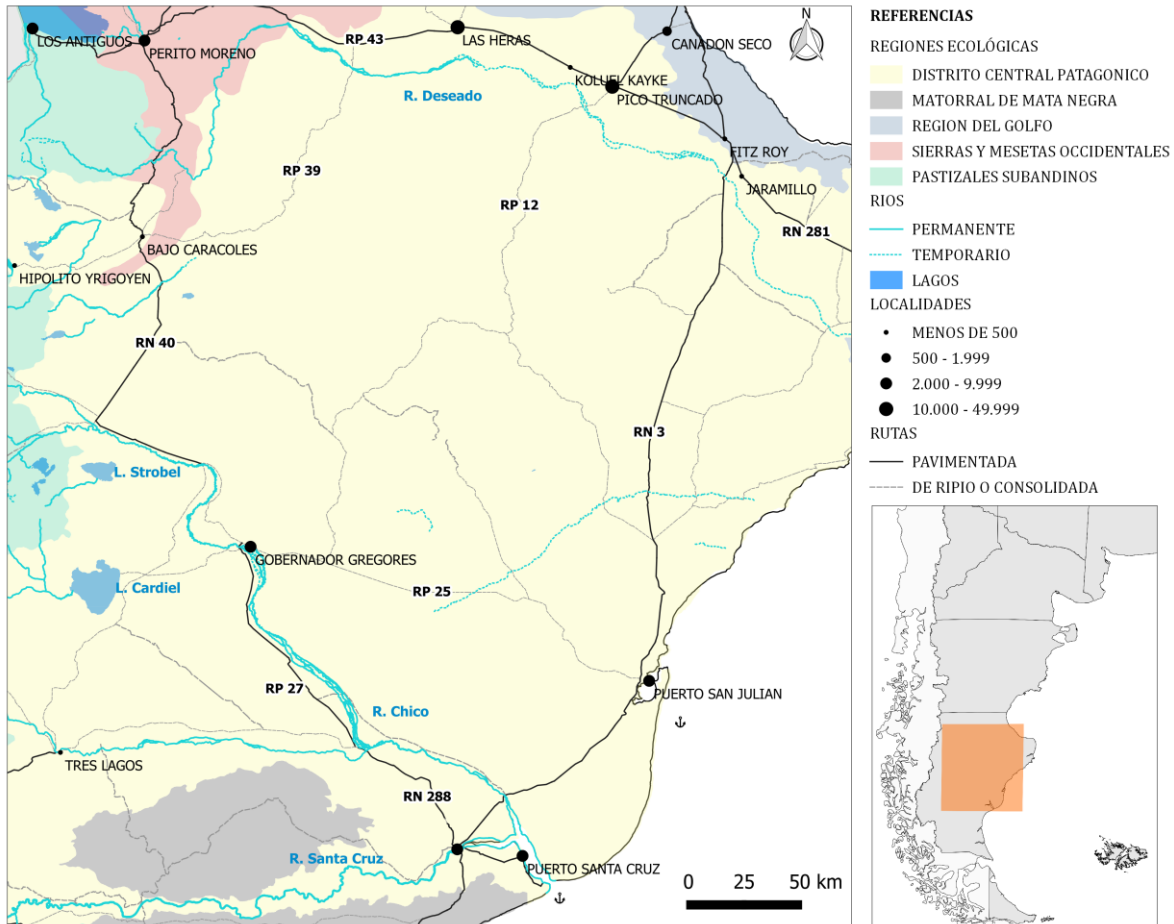 N
LOS ANTIGUOS
PERITO MORENO
RP 43
LAS HERAS
CANADON SECO
KOLUEL KAYKE
PICO TRUNCADO
R. Deseado
FITZ ROY
RP 39
JARAMILLO
RP 12
RN 281
BAJO CARACOLES
HIPOLITO YRIGOYEN
RN 40
RN 3
L. Strobel
GOBERNADOR GREGORES
L. Cardiel
RP 25
RP 27
PUERTO SAN JULIAN
R. Chico
TRES LAGOS
RN 288
R. Santa Cruz
PUERTO SANTA CRUZ
0 25 50 km
REFERENCIAS
REGIONES ECOLÓGICAS
DISTRITO CENTRAL PATAGONICO
MATORRAL DE MATA NEGRA
REGION DEL GOLFO
SIERRAS Y MESETAS OCCIDENTALES
PASTIZALES SUBANDINOS
RIOS
PERMANENTE
TEMPORARIO
LAGOS
LOCALIDADES
MENOS DE 500
500 - 1.999
2.000 - 9.999
10.000 - 49.999
RUTAS
PAVIMENTADA
DE RIPIO O CONSOLIDADA